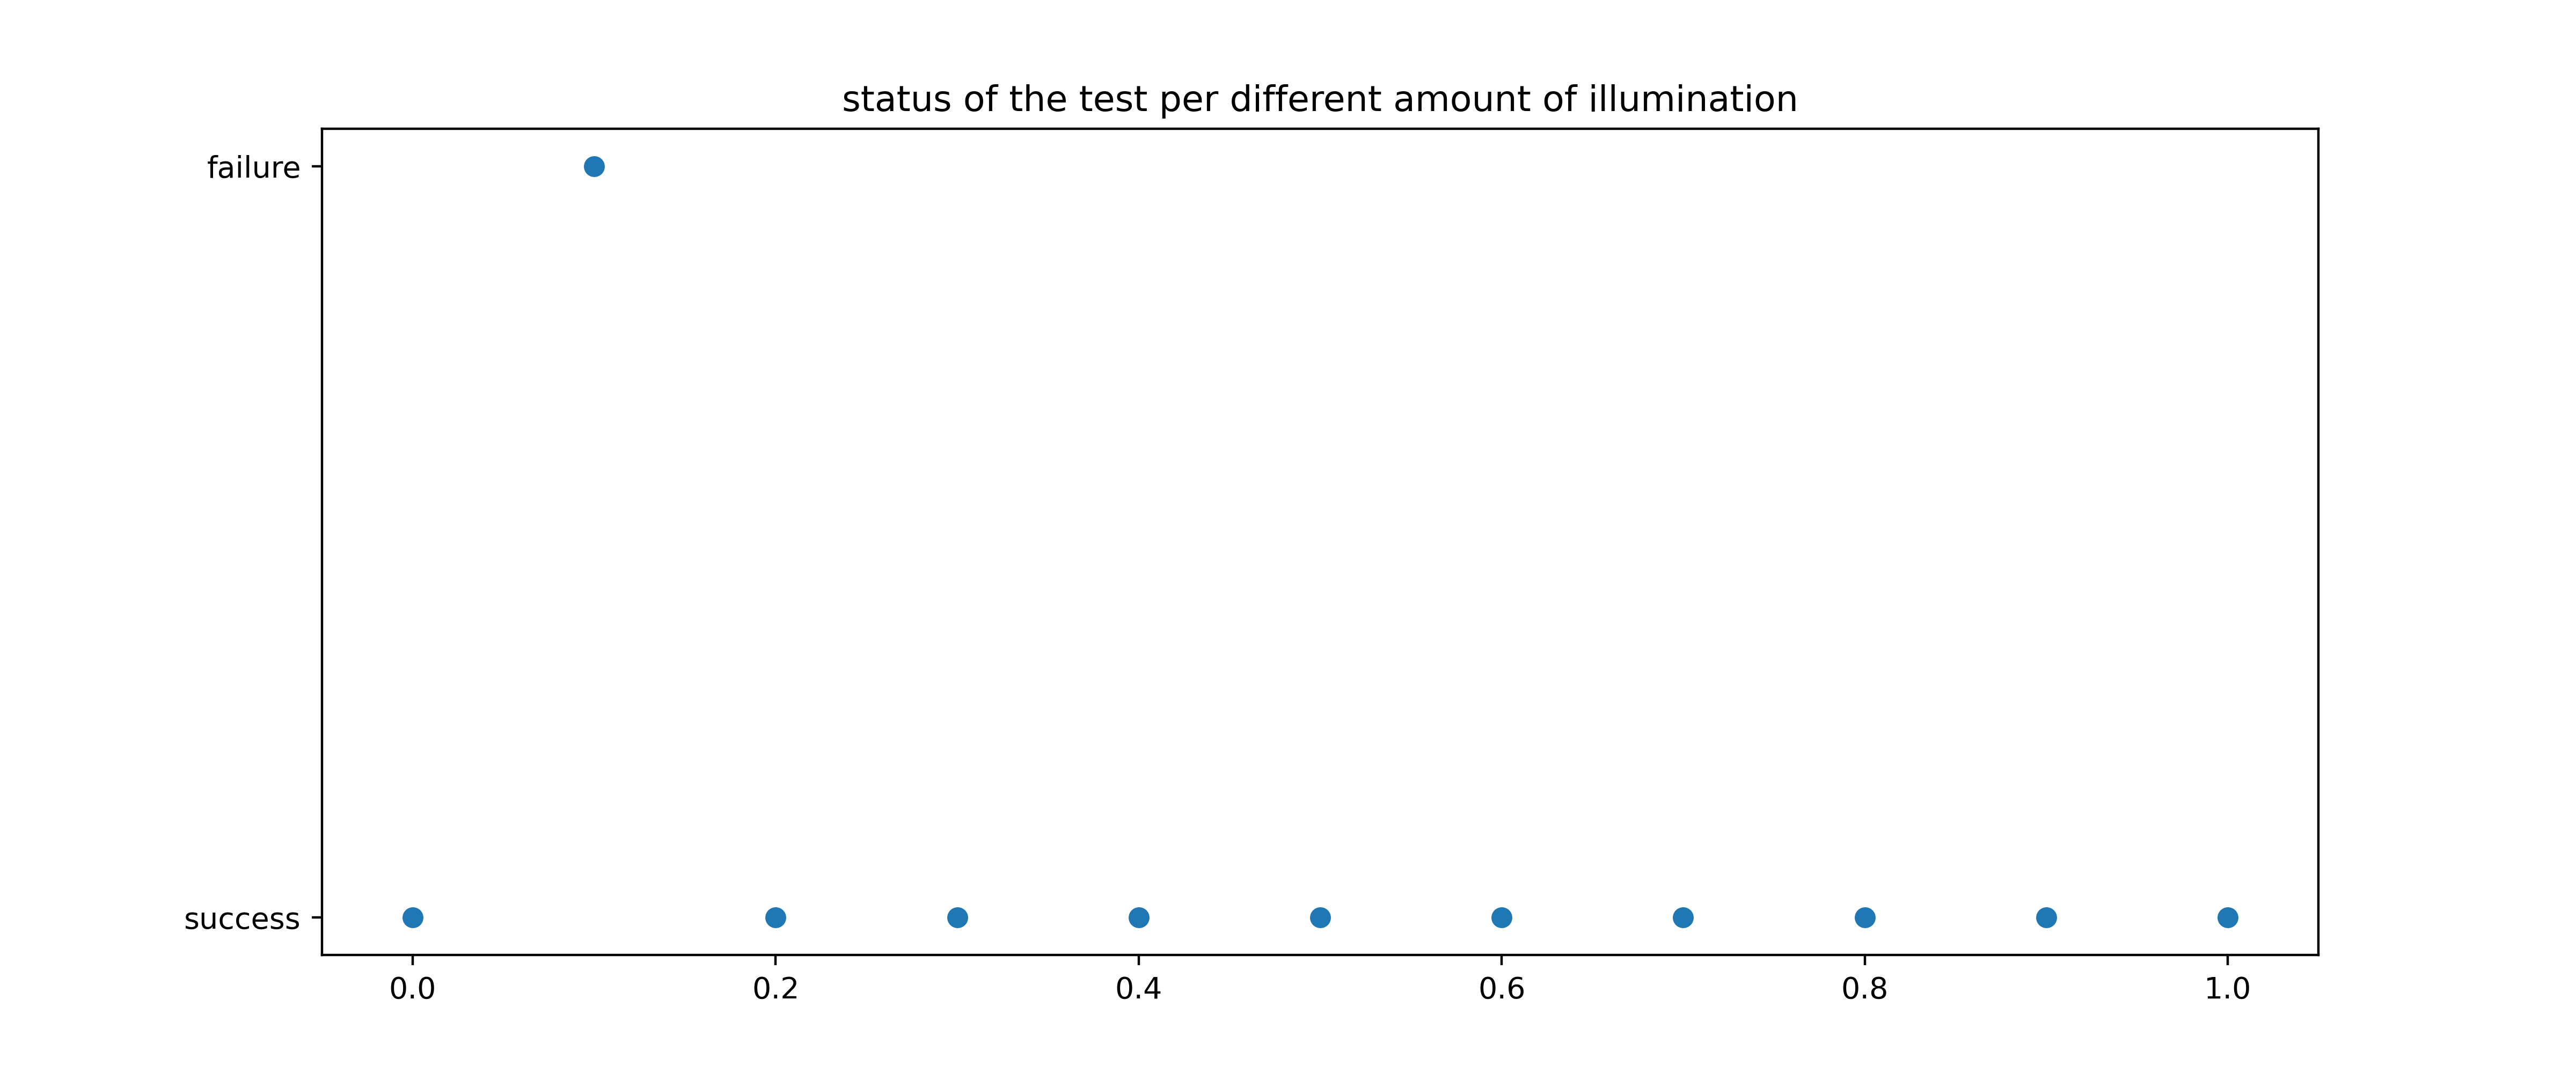 status of the test per different amount of illumination
failure
success
0.0 0.2 0.4 0.6 0.8 1.0